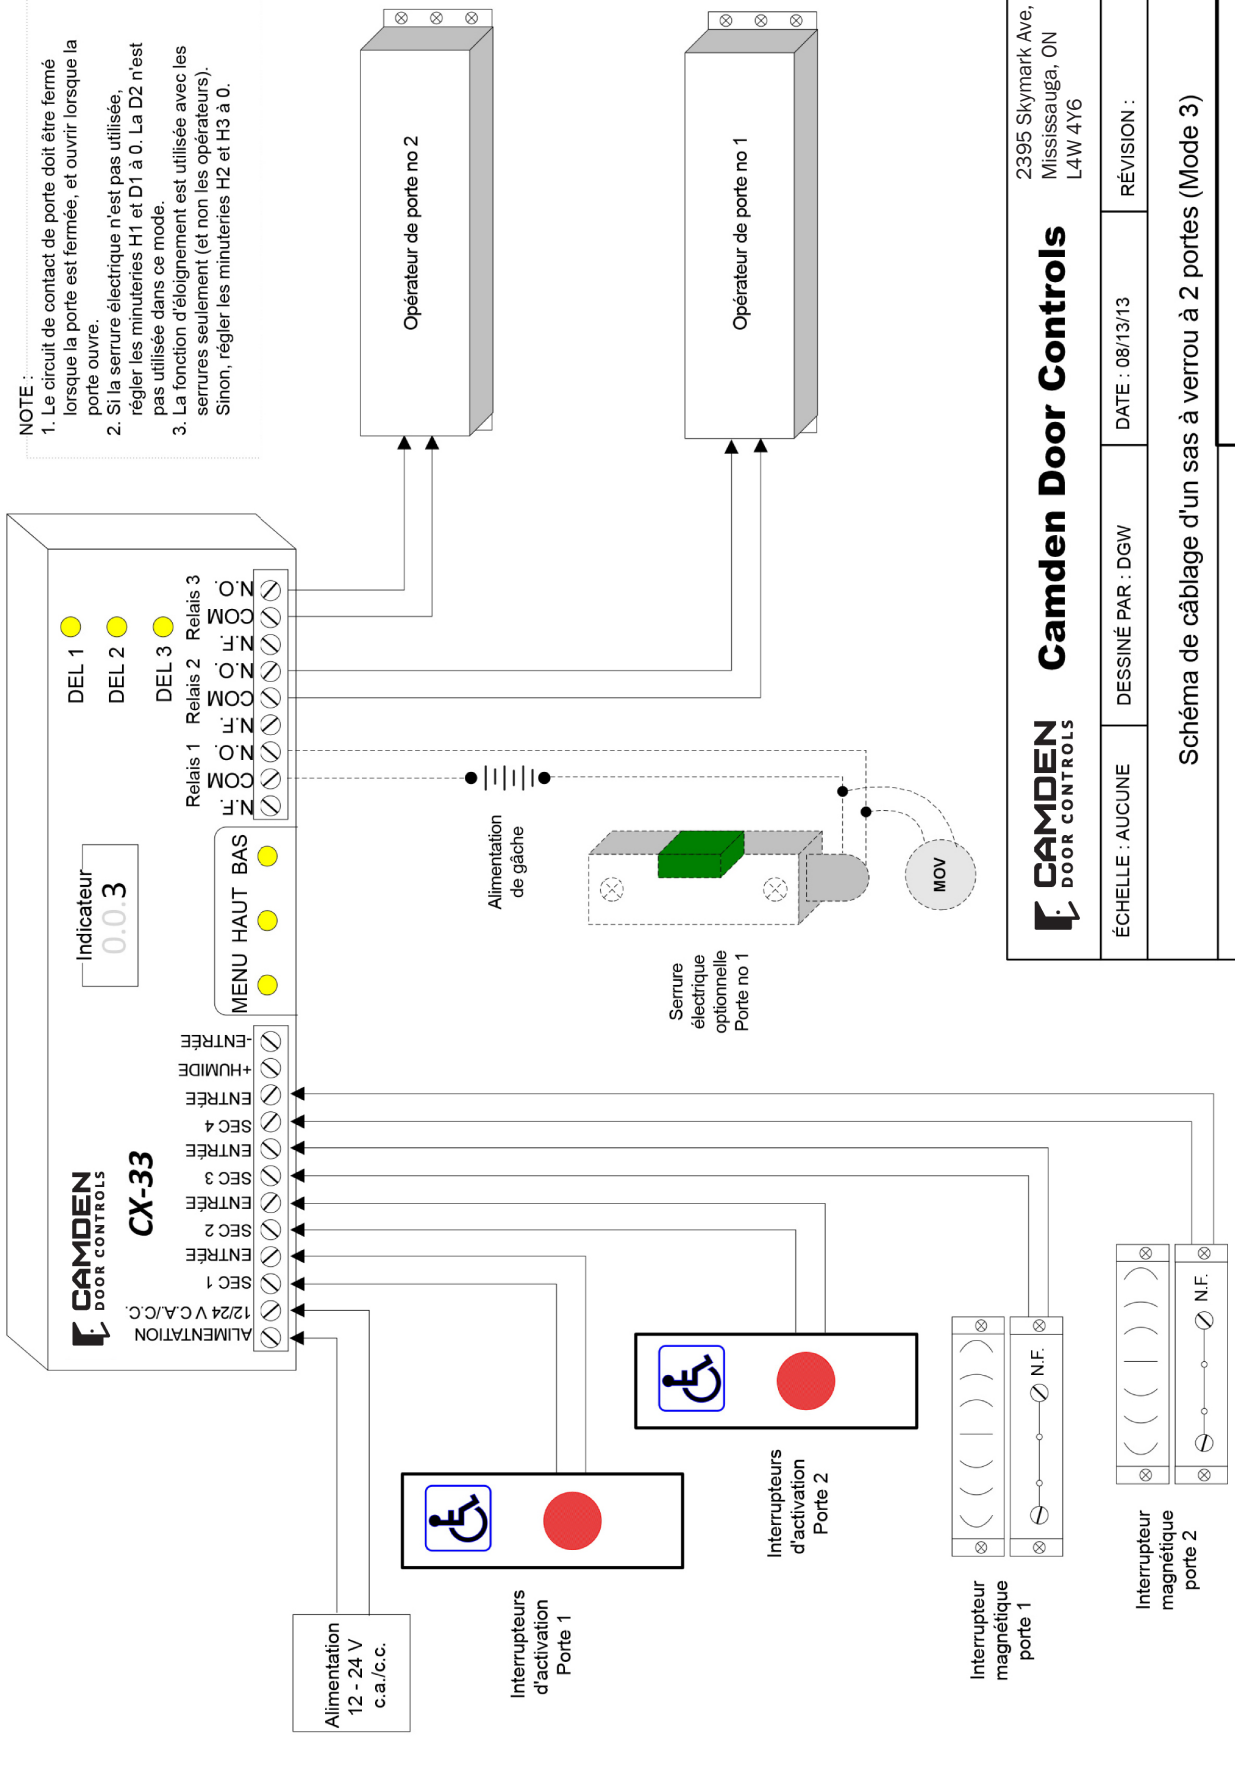 NOTE :
1. Le circuit de contact de porte doit être fermé
lorsque la porte est fermée, et ouvrir lorsque la
porte ouvre.
2. Si la serrure électrique n'est pas utilisée,
régler les minuteries H1 et D1 à 0. La D2 n'est
pas utilisée dans ce mode.
3. La fonction d'éloignement est utilisée avec les
serrures seulement (et non les opérateurs).
Sinon, régler les minuteries H2 et H3 à 0.
CAMDEN
DOOR CONTROLS
CX-33
Indicateur
0.0.3
DEL 1
DEL 2
DEL 3
MENU HAUT BAS
ALIMENTATION
12/24 V C.A./C.C.
SEC 1
ENTRÉE
SEC 2
ENTRÉE
SEC 3
ENTRÉE
SEC 4
ENTRÉE
+HUMIDE
-ENTRÉE
Relais 1
N.F.
COM
N.O.
Relais 2
N.F.
COM
N.O.
Relais 3
N.F.
COM
N.O.
Opérateur de porte no 2
Opérateur de porte no 1
Alimentation
de gâche
Serrure
électrique
optionnelle
Porte no 1
MOV
Alimentation
12 - 24 V
c.a./c.c.
Interrupteurs
d'activation
Porte 1
Interrupteurs
d'activation
Porte 2
Interrupteur
magnétique
porte 1
N.F.
Interrupteur
magnétique
porte 2
N.F.
CAMDEN
DOOR CONTROLS
Camden Door Controls
2395 Skymark Ave,
Mississauga, ON
L4W 4Y6
ÉCHELLE : AUCUNE
DESSINÉ PAR : DGW
DATE : 08/13/13
RÉVISION :
Schéma de câblage d'un sas à verrou à 2 portes (Mode 3)